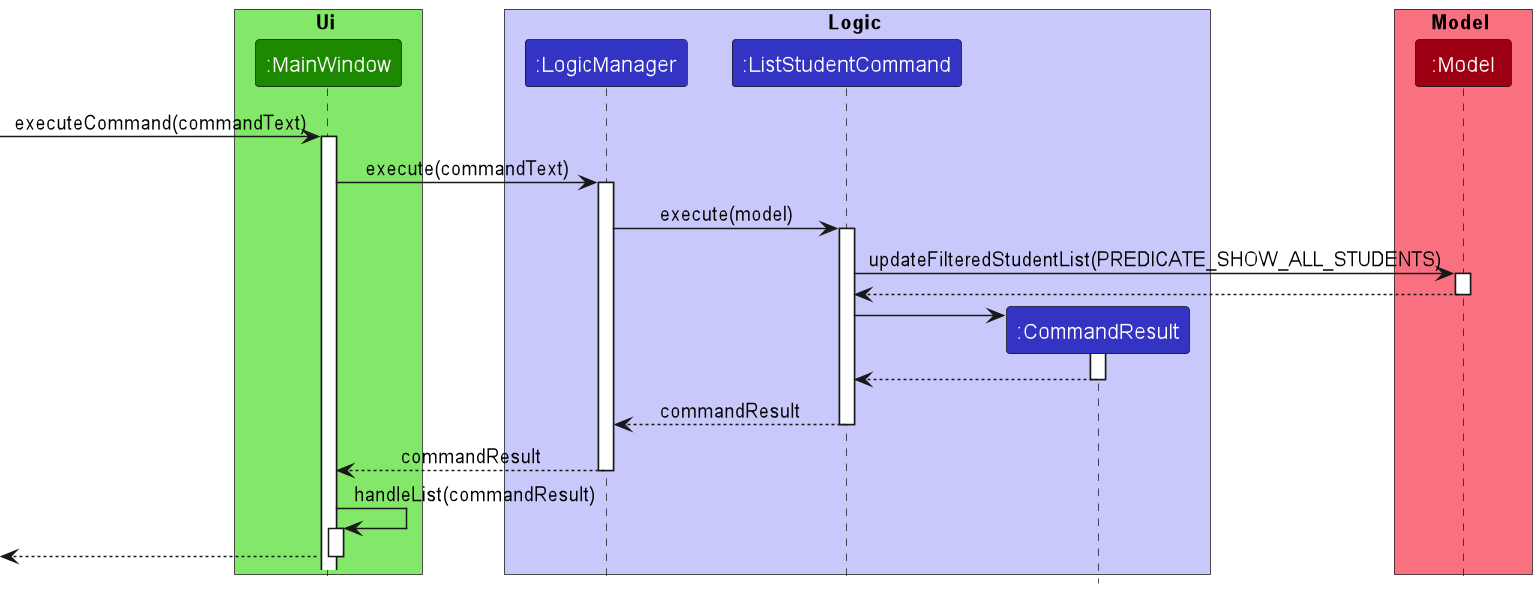 Ui
Logic
Model
:MainWindow
:LogicManager
:ListStudentCommand
:Model
executeCommand(commandText)
execute(commandText)
execute(model)
updateFilteredStudentList(PREDICATE_SHOW_ALL_STUDENTS)
:CommandResult
commandResult
commandResult
handleList(commandResult)